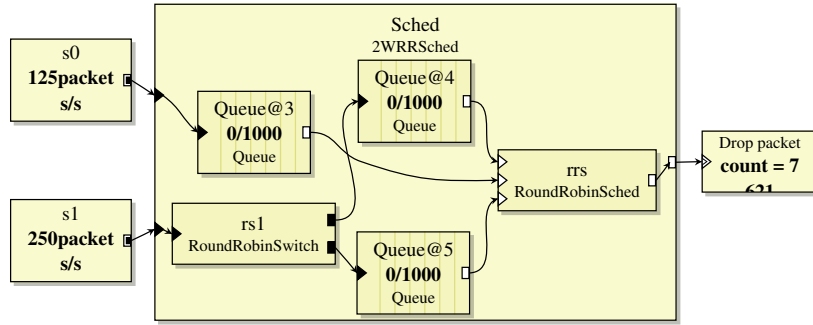 Sched
2WRRSched
s0
125packet
s/s
Queue@3
0/1000
Queue
Queue@4
0/1000
Queue
rrs
RoundRobinSched
Drop packet
count = 7
621
s1
250packet
s/s
rs1
RoundRobinSwitch
Queue@5
0/1000
Queue